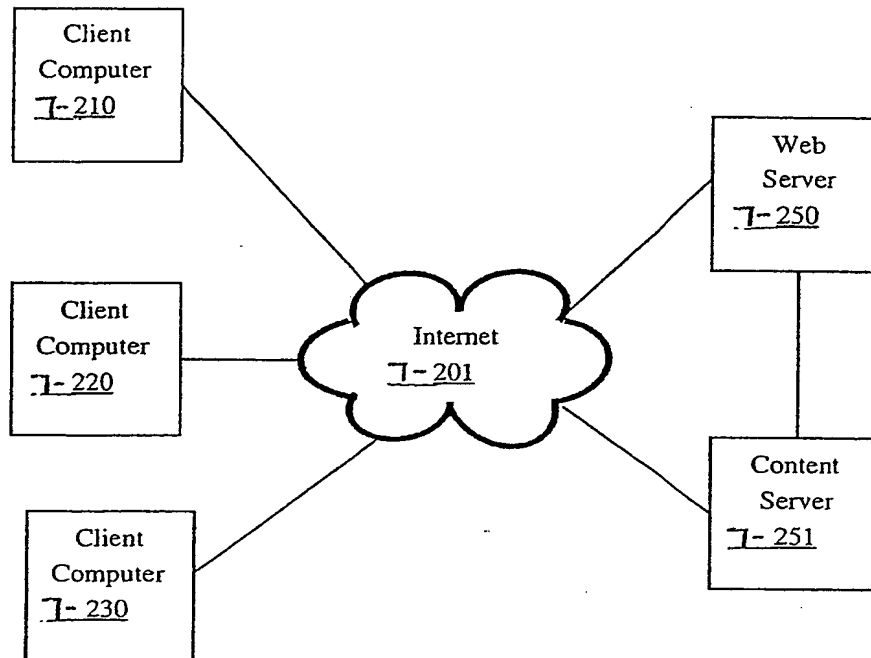 Client
Computer
7-210
Client
Computer
7-220
Client
Computer
7-230
Internet
7-201
Web
Server
7-250
Content
Server
7-251